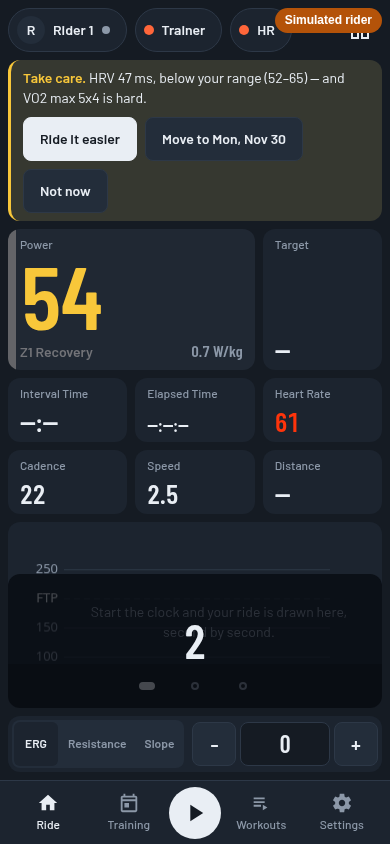 R Rider 1
Trainer
HR
Simulated rider
Take care. HRV 47 ms, below your range (52–65) — and
VO2 max 5x4 is hard.
Ride it easier
Move to Mon, Nov 30
Not now
Power
54
Z1 Recovery
0.7 W/kg
Target
—
Interval Time
—:—
Elapsed Time
—:—:—
Heart Rate
61
Cadence
22
Speed
2.5
Distance
—
250
FTP
150
100
Start the clock and your ride is drawn here,
second by second.
2
ERG
Resistance
Slope
-
0
+
Ride
Training
Workouts
Settings